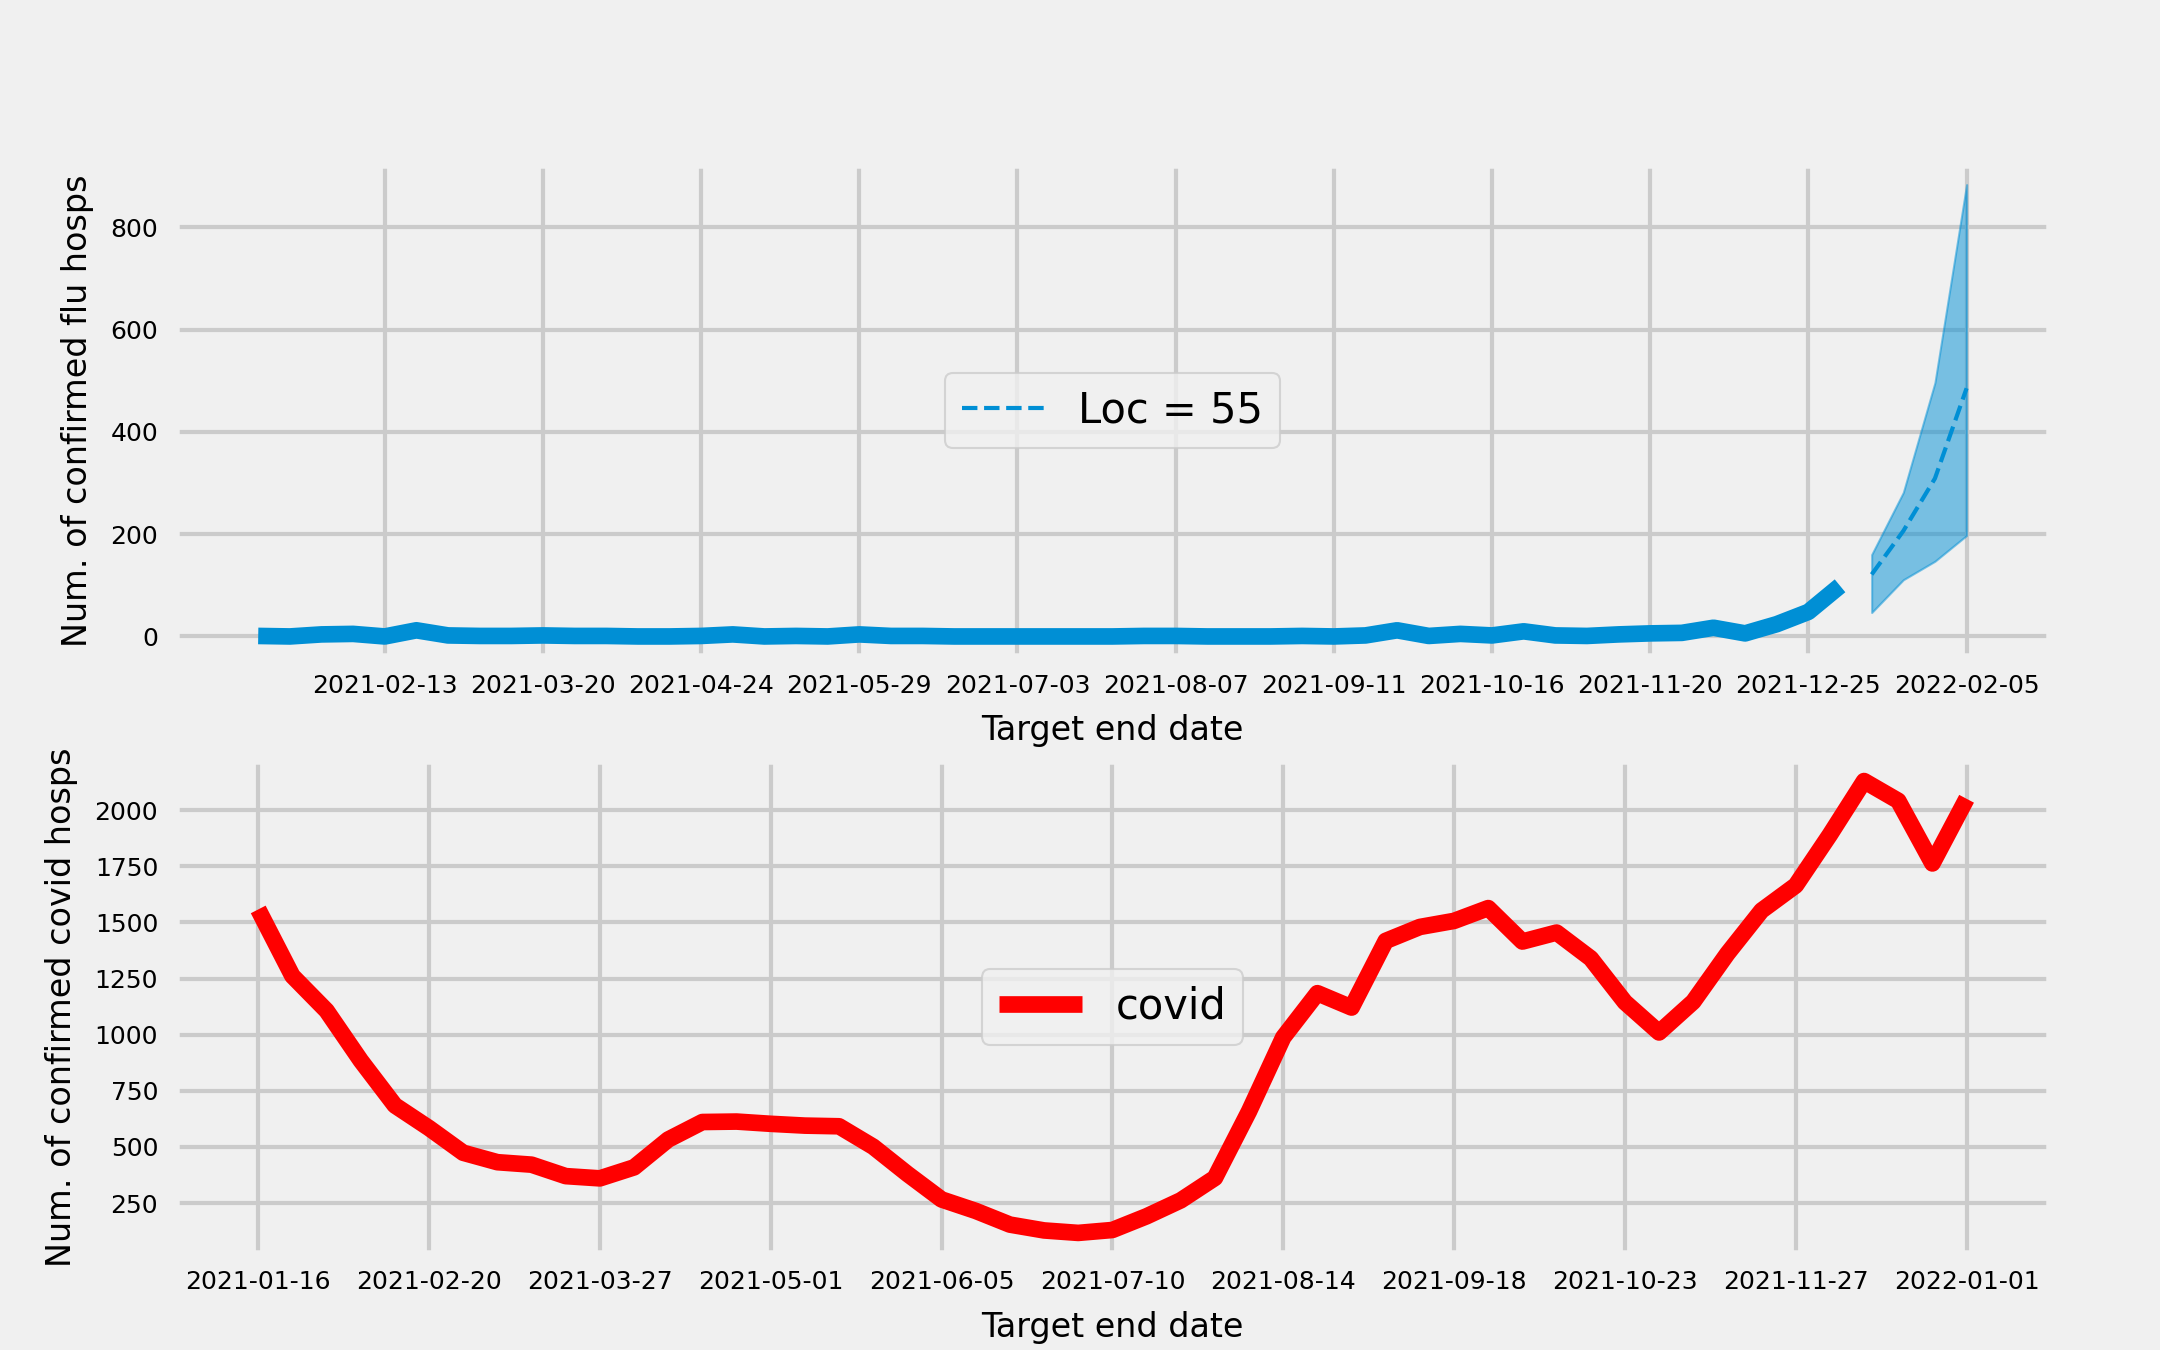 Num. of confirmed flu hosps
800
600
400
200
0
Loc = 55
2021-02-13 2021-03-20 2021-04-24 2021-05-29 2021-07-03 2021-08-07 2021-09-11 2021-10-16 2021-11-20 2021-12-25 2022-02-05
Target end date
Num. of confirmed covid hosps
2000
1750
1500
1250
1000
750
500
250
covid
2021-01-16 2021-02-20 2021-03-27 2021-05-01 2021-06-05 2021-07-10 2021-08-14 2021-09-18 2021-10-23 2021-11-27 2022-01-01
Target end date